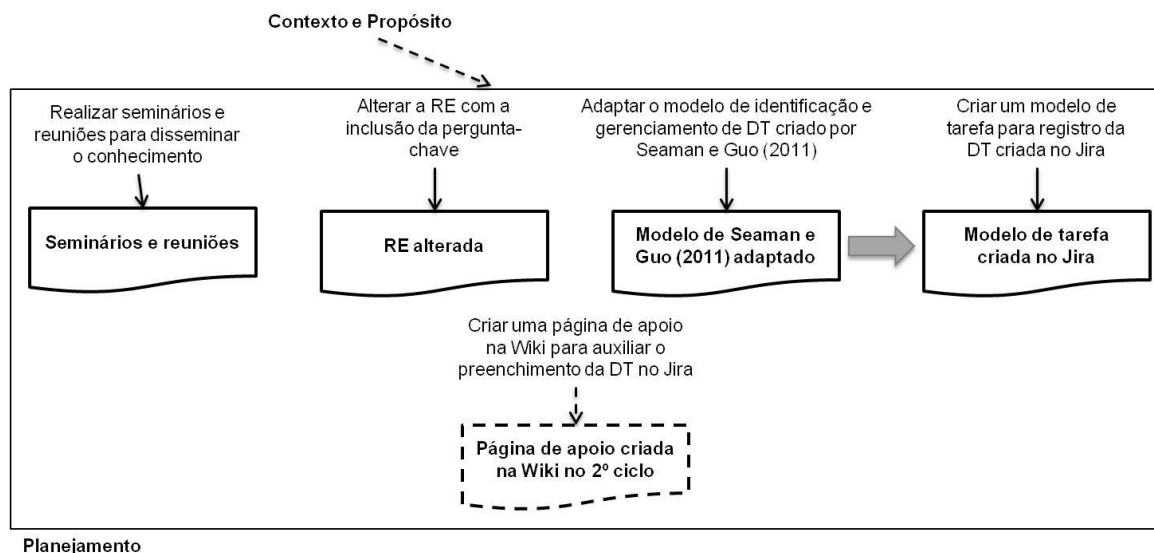 Contexto e Propósito
Realizar seminários e
reuniões para disseminar
o conhecimento
Seminários e reuniões
Alterar a RE com a
inclusão da pergunta-
chave
RE alterada
Adaptar o modelo de identificação e
gerenciamento de DT criado por
Seaman e Guo (2011)
Modelo de Seaman e
Guo (2011) adaptado
Criar um modelo de
tarefa para registro da
DT criada no Jira
Modelo de tarefa
criada no Jira
Criar uma página de apoio
na Wiki para auxiliar o
preenchimento da DT no Jira
Página de apoio criada
na Wiki no 2º ciclo
Planejamento